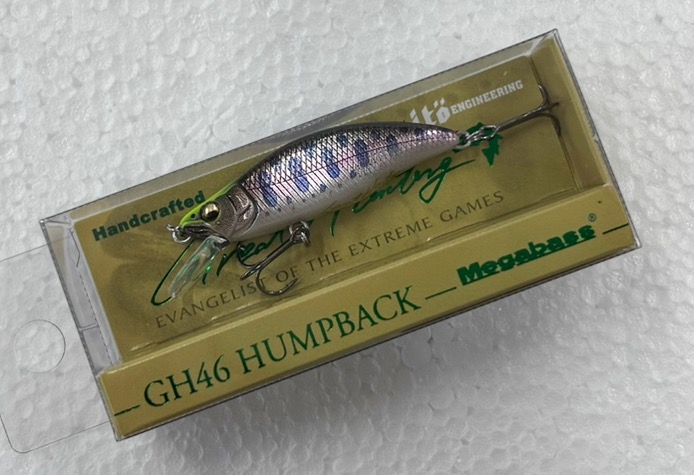 ENGINEERING
Handcrafted
EVANGELIST OF THE EXTREME GAMES
GH46 HUMPBACK — Megabass®